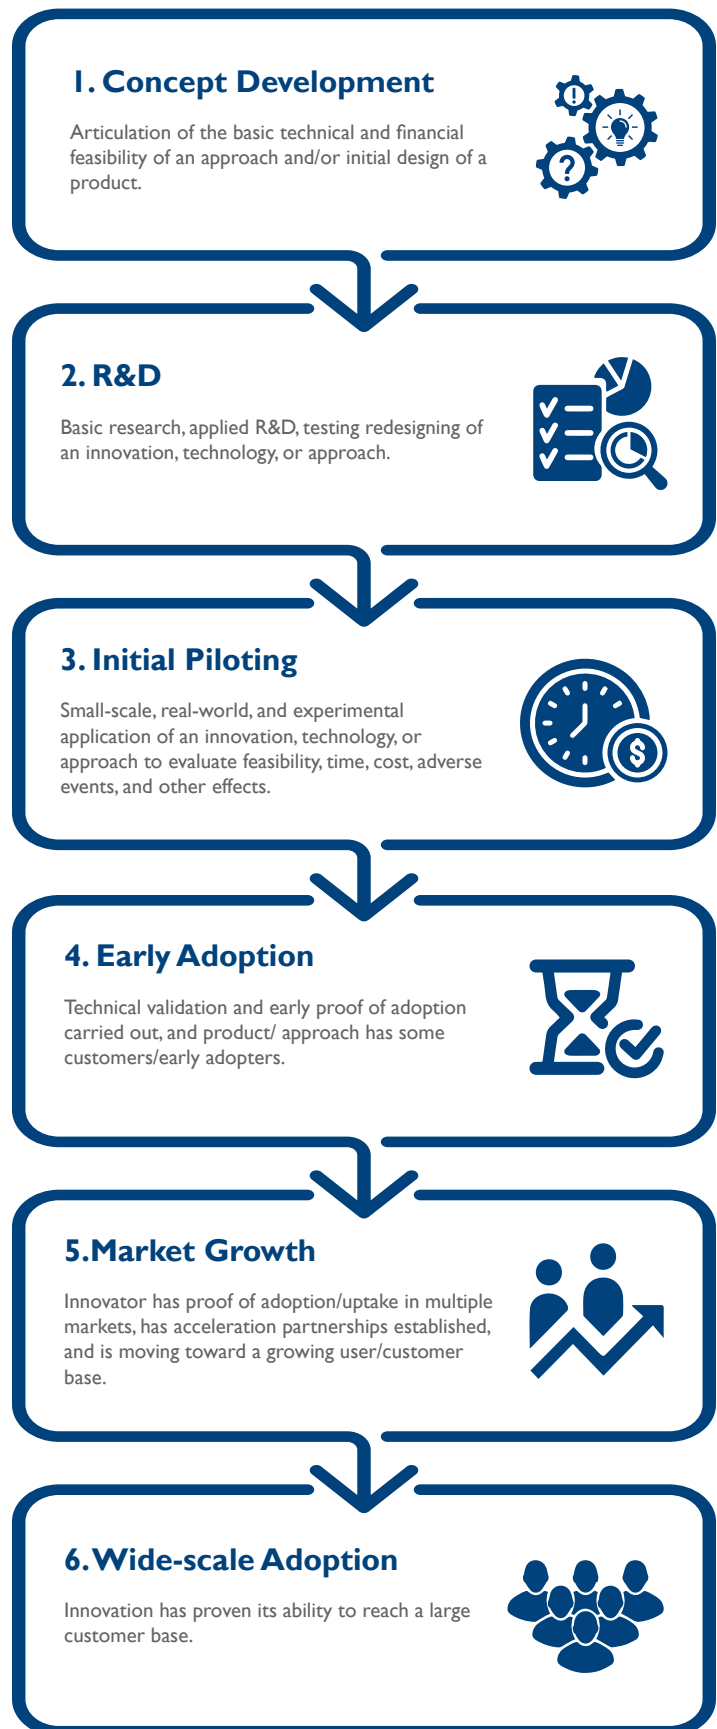 1. Concept Development
Articulation of the basic technical and financial
feasibility of an approach and/or initial design of a
product.
2. R&D
Basic research, applied R&D, testing redesigning of
an innovation, technology, or approach.
3. Initial Piloting
Small-scale, real-world, and experimental
application of an innovation, technology, or
approach to evaluate feasibility, time, cost, adverse
events, and other effects.
$
4. Early Adoption
Technical validation and early proof of adoption
carried out, and product/ approach has some
customers/early adopters.
5.Market Growth
Innovator has proof of adoption/uptake in multiple
markets, has acceleration partnerships established,
and is moving toward a growing user/customer
base.
6. Wide-scale Adoption
Innovation has proven its ability to reach a large
customer base.